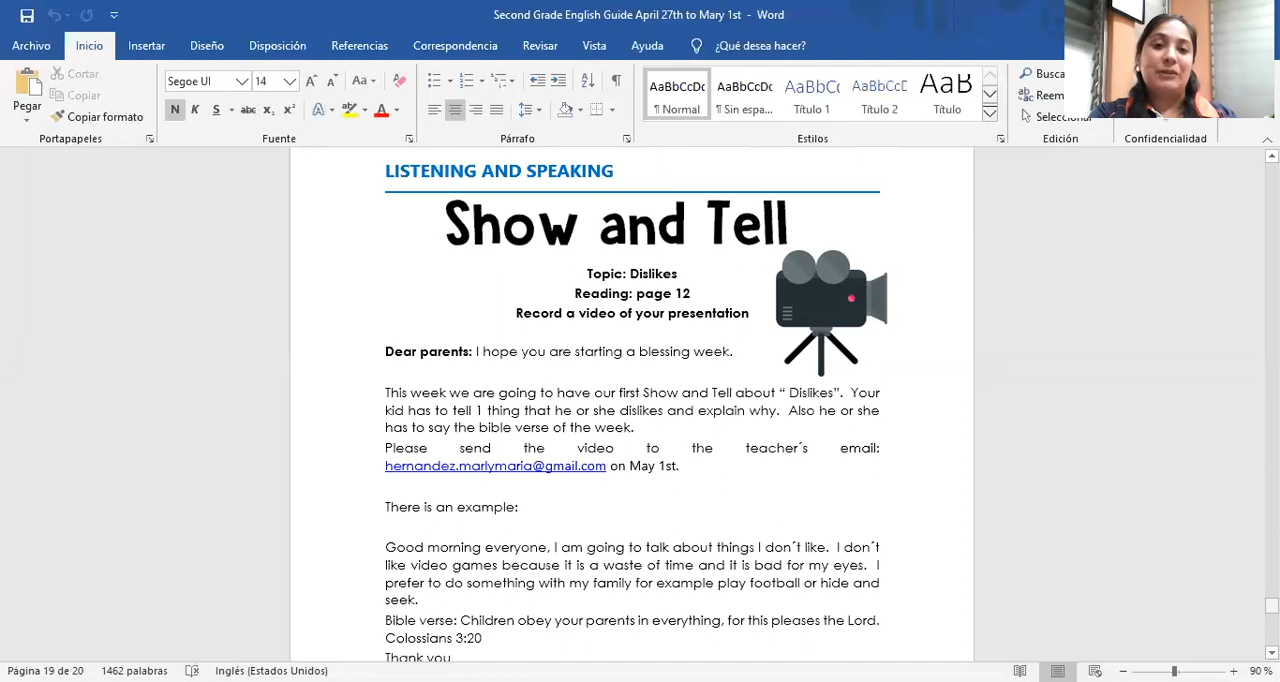 Second Grade English Guide April 27th to Mary 1st - Word
Archivo Inicio Insertar Diseño Disposición Referencias Correspondencia Revisar Vista Ayuda ¿Qué desea hacer?
Pegar
Cortar
Copiar
Copiar formato
Portapapeles
Segoe UI 14 Aa
N K S abc x₂ x² A A
Fuente
Párrafo
AaBbCcDc AaBbCcDc AaBbCc AaBbCcD AaB
¶ Normal ¶ Sin espa... Título 1 Título 2 Título
Estilos
Busca
Reem
Seleccionar
Edición
Confidencialidad
LISTENING AND SPEAKING
Show and Tell
Topic: Dislikes
Reading: page 12
Record a video of your presentation
Dear parents: I hope you are starting a blessing week.
This week we are going to have our first Show and Tell about “ Dislikes”. Your
kid has to tell 1 thing that he or she dislikes and explain why. Also he or she
has to say the bible verse of the week.
Please send the video to the teacher´s email:
hernandez.marlymaria@gmail.com on May 1st.
There is an example:
Good morning everyone, I am going to talk about things I don´t like. I don´t
like video games because it is a waste of time and it is bad for my eyes. I
prefer to do something with my family for example play football or hide and
seek.
Bible verse: Children obey your parents in everything, for this pleases the Lord.
Colossians 3:20
Thank you
Página 19 de 20 1462 palabras Inglés (Estados Unidos) 90 %